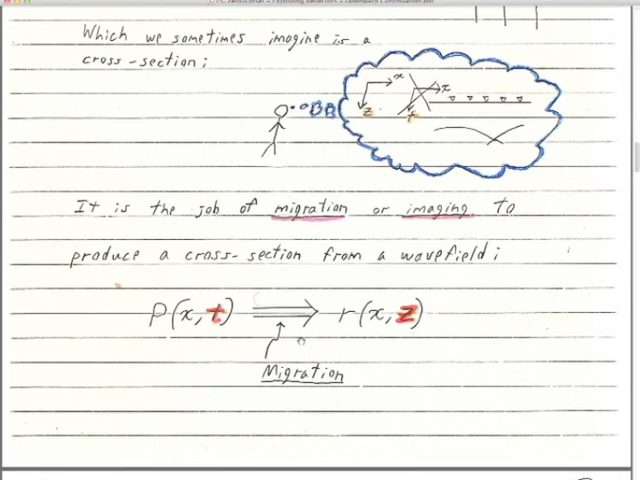 Which we sometimes imagine is a
cross-section;
x
x
z
t
It is the job of migration or imaging to
produce a cross-section from a wavefield;
P(x,t) ⟹ r(x,z)
Migration